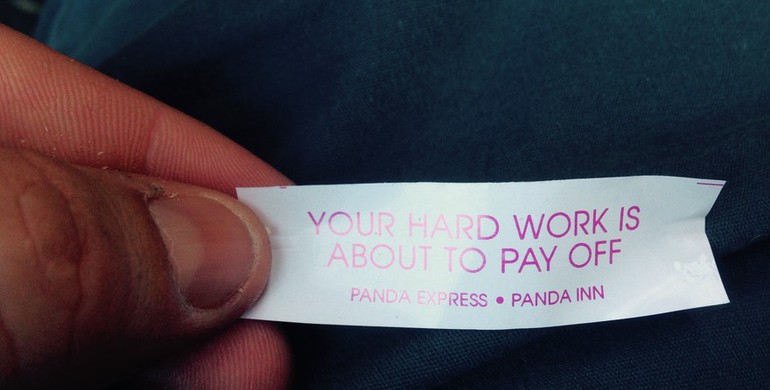 YOUR HARD WORK IS
ABOUT TO PAY OFF
PANDA EXPRESS • PANDA INN